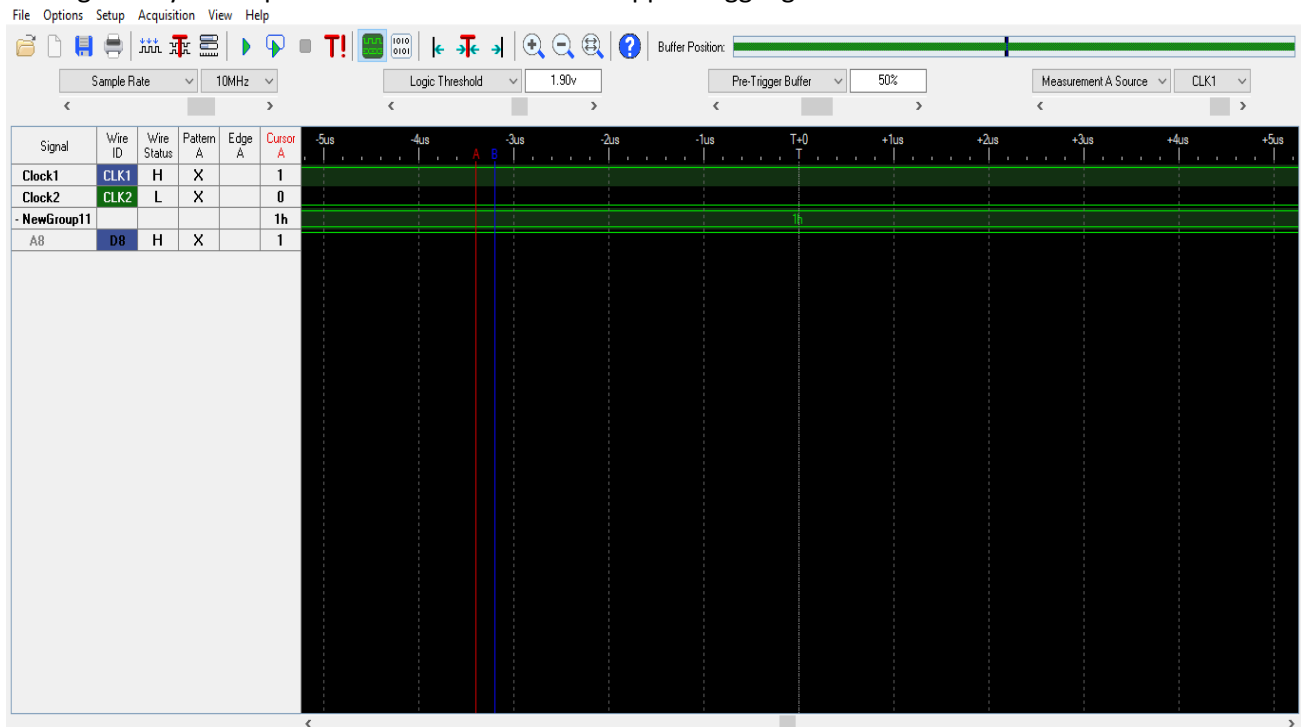 File Options Setup Acquisition View Help
T! 1010 0101 T ? Buffer Position:
Sample Rate 10MHz Logic Threshold 1.90v Pre-Trigger Buffer 50% Measurement A Source CLK1
Signal Wire ID Wire Status Pattern A Edge A Cursor A
-5us -4us -3us -2us -1us T+0 +1us +2us +3us +4us +5us
A B T
Clock1 CLK1 H X 1
Clock2 CLK2 L X 0
- NewGroup11 1h 1h
A8 D8 H X 1